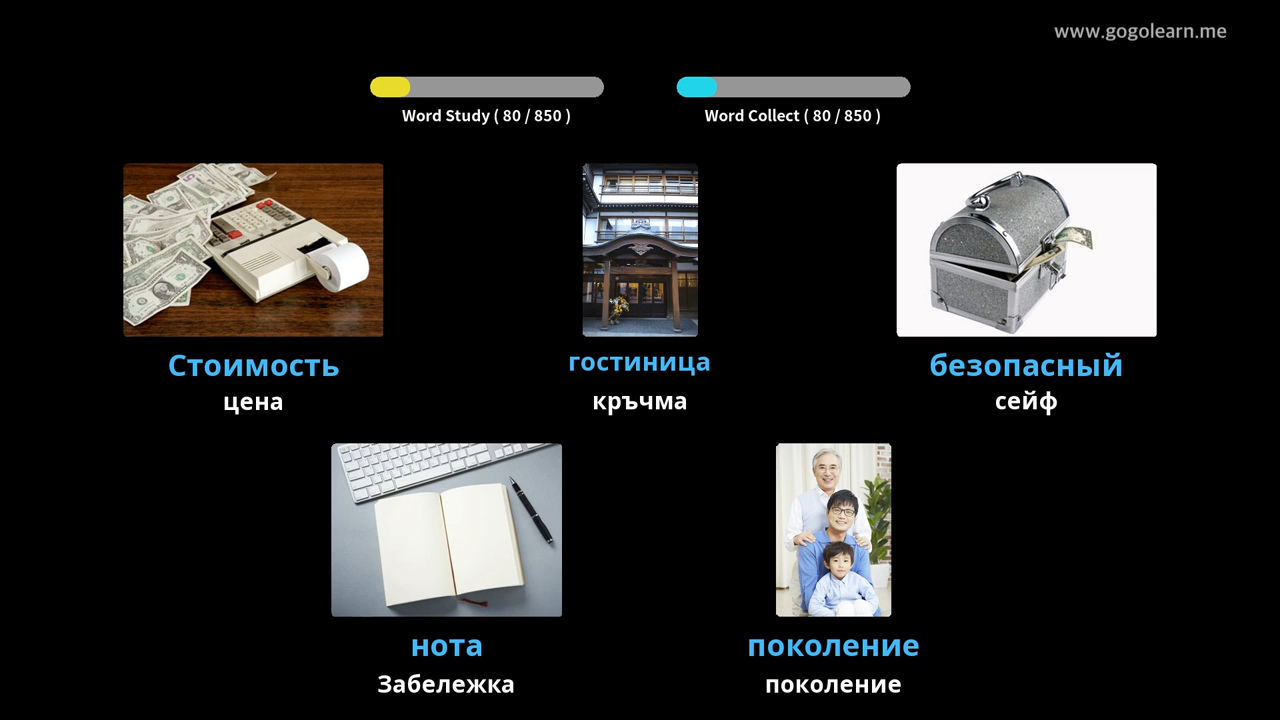 www.gogolearn.me
Word Study ( 80 / 850 )
Word Collect ( 80 / 850 )
Стоимость
цена
гостиница
кръчма
безопасный
сейф
нота
Забележка
поколение
поколение